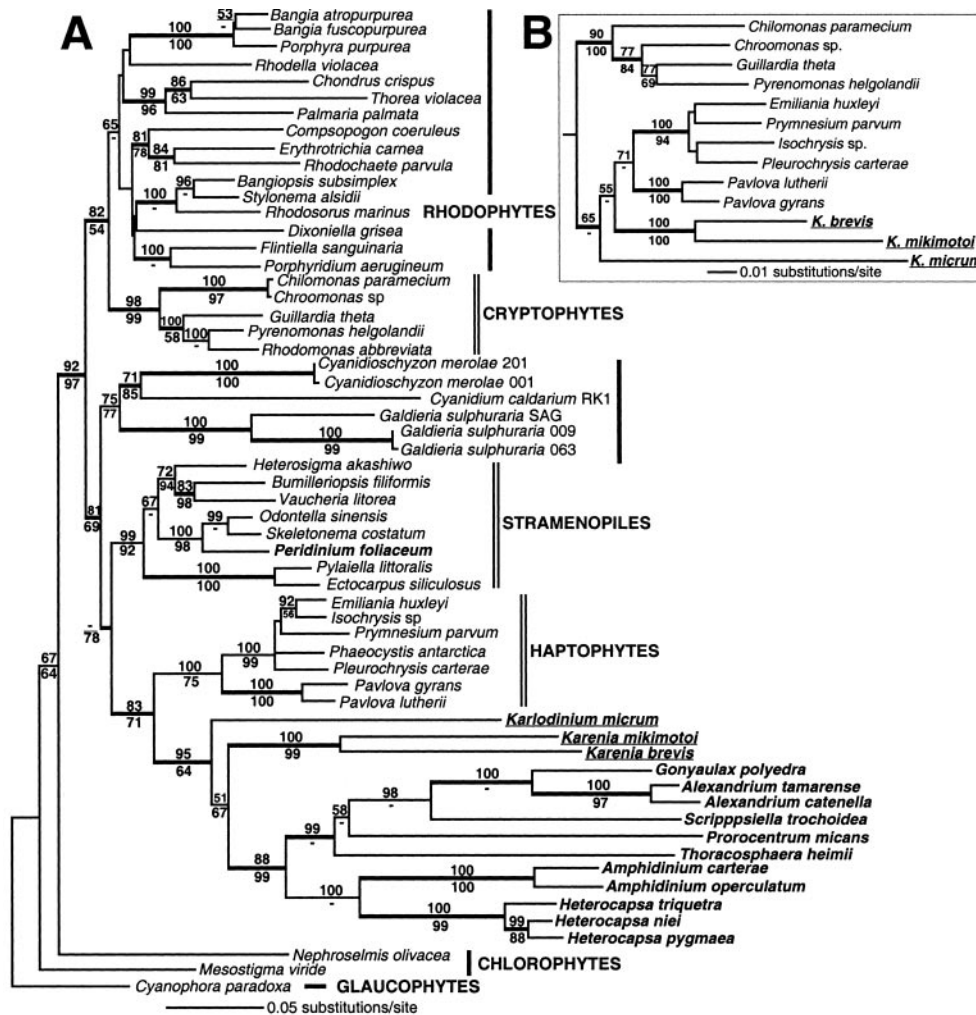 A
53
-
Bangia atropurpurea
Bangia fuscopurpurea
100
100
Porphyra purpurea
Rhodella violacea
86
63
Chondrus crispus
99
96
Thorea violacea
Palmaria palmata
65
-
Compsopogon coeruleus
81
78
84
81
Erythrotrichia carnea
Rhodochaete parvula
96
-
Bangiopsis subsimplex
100
-
Stylonema alsidii
Rhodosorus marinus
RHODOPHYTES
82
54
Dixoniella grisea
100
-
Flintiella sanguinaria
Porphyridium aerugineum
100
97
Chilomonas paramecium
98
99
Chroomonas sp
CRYPTOPHYTES
100
58
Guillardia theta
100
-
Pyrenomonas helgolandii
Rhodomonas abbreviata
92
97
100
100
Cyanidioschyzon merolae 201
71
85
Cyanidioschyzon merolae 001
75
77
Cyanidium caldarium RK1
Galdieria sulphuraria SAG
100
99
100
99
Galdieria sulphuraria 009
Galdieria sulphuraria 063
72
94
Heterosigma akashiwo
81
69
83
98
Bumilleriopsis filiformis
67
-
Vaucheria litorea
99
-
Odontella sinensis
STRAMENOPILES
99
92
100
98
Skeletonema costatum
Peridinium foliaceum
100
100
Pylaiella littoralis
Ectocarpus siliculosus
-
78
92
56
Emiliania huxleyi
Isochrysis sp
Prymnesium parvum
100
99
Phaeocystis antarctica
HAPTOPHYTES
100
75
Pleurochrysis carterae
67
64
100
100
Pavlova gyrans
Pavlova lutherii
83
71
Karlodinium micrum
95
64
100
99
Karenia mikimotoi
Karenia brevis
51
67
100
-
Gonyaulax polyedra
98
-
100
97
Alexandrium tamarense
Alexandrium catenella
58
-
Scripppsiella trochoidea
99
-
Prorocentrum micans
88
99
Thoracosphaera heimii
100
100
Amphidinium carterae
100
-
Amphidinium operculatum
100
99
Heterocapsa triquetra
99
88
Heterocapsa niei
Heterocapsa pygmaea
Nephroselmis olivacea
Mesostigma viride
CHLOROPHYTES
Cyanophora paradoxa
GLAUCOPHYTES
0.05 substitutions/site
B
90
100
Chilomonas paramecium
77
84
Chroomonas sp.
77
69
Guillardia theta
Pyrenomonas helgolandii
Emiliania huxleyi
100
94
Prymnesium parvum
Isochrysis sp.
71
-
Pleurochrysis carterae
100
100
Pavlova lutherii
55
-
Pavlova gyrans
65
-
100
100
K. brevis
K. mikimotoi
K. micrum
0.01 substitutions/site